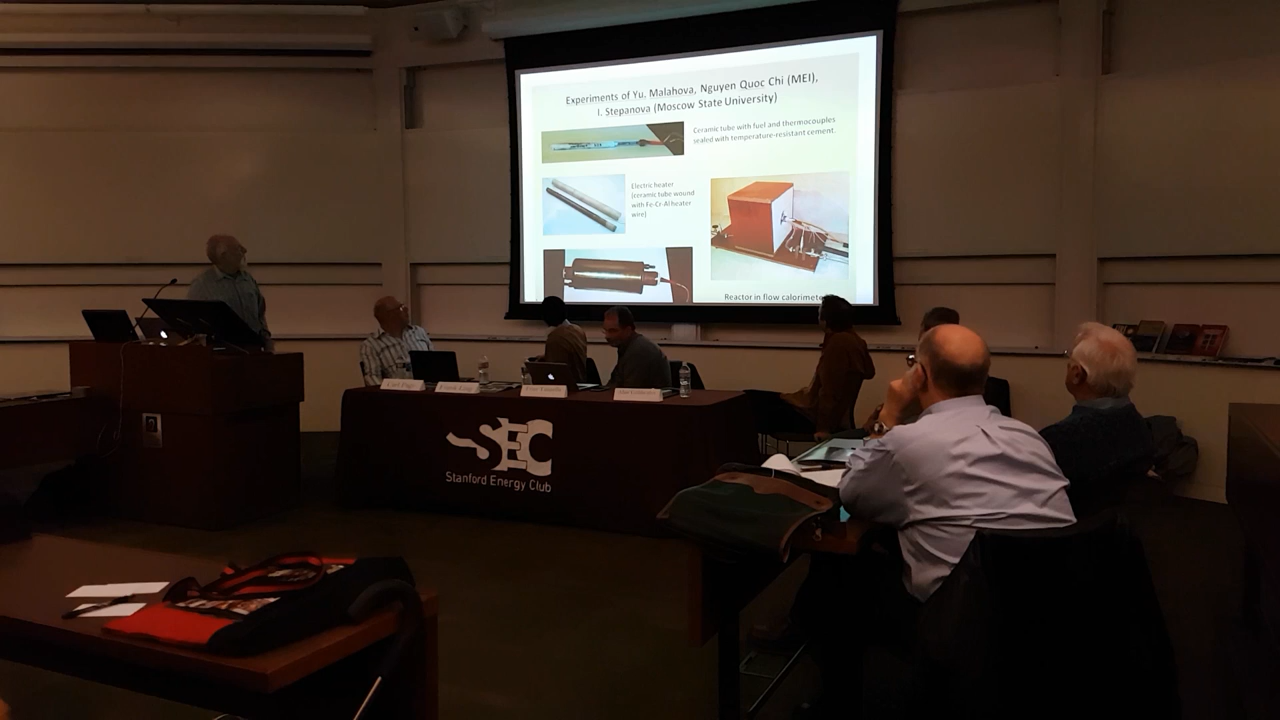 Experiments of Yu. Malahova, Nguyen Quoc Chi (MEI),
I. Stepanova (Moscow State University)
Ceramic tube with fuel and thermocouples
sealed with temperature-resistant cement.
Electric heater
(ceramic tube wound
with Fe-Cr-Al heater
wire)
Reactor in flow calorimeter
Carl Page
SEC
Stanford Energy Club